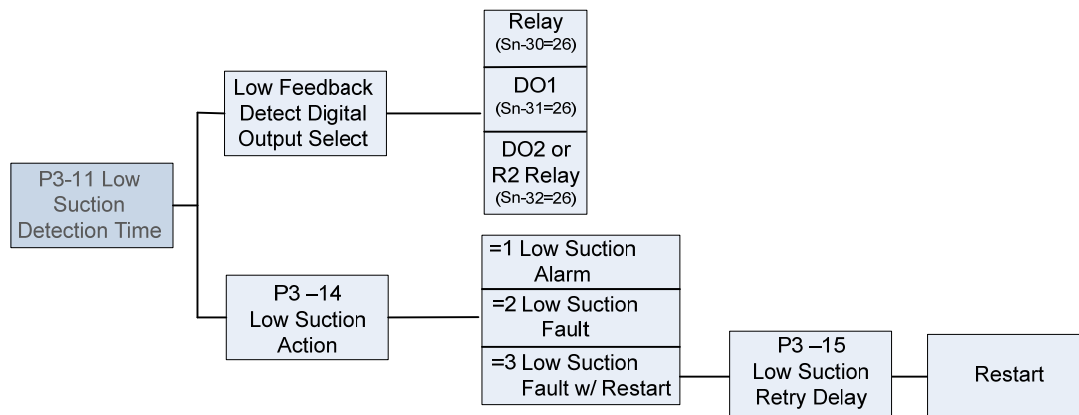 P3-11 Low
Suction
Detection Time
Low Feedback
Detect Digital
Output Select
Relay
(Sn-30=26)
DO1
(Sn-31=26)
DO2 or
R2 Relay
(Sn-32=26)
P3 –14
Low Suction
Action
=1 Low Suction
Alarm
=2 Low Suction
Fault
=3 Low Suction
Fault w/ Restart
P3 –15
Low Suction
Retry Delay
Restart